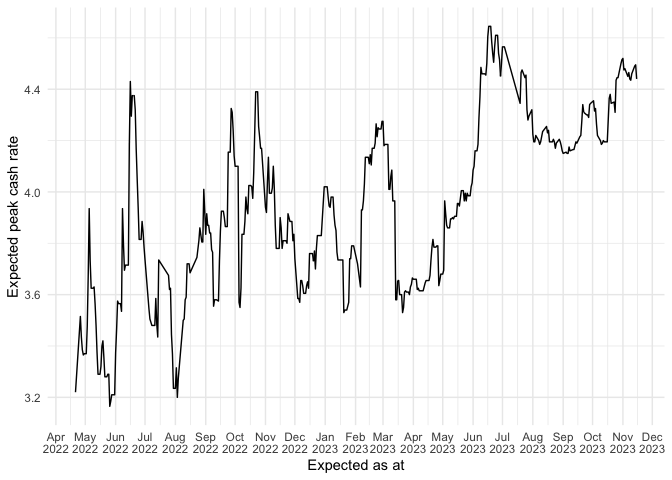 Expected peak cash rate
4.4
4.0
3.6
3.2
Apr May Jun Jul Aug Sep Oct Nov Dec Jan Feb Mar Apr May Jun Jul Aug Sep Oct Nov Dec
2022 2022 2022 2022 2022 2022 2022 2022 2022 2023 2023 2023 2023 2023 2023 2023 2023 2023 2023 2023 2023
Expected as at